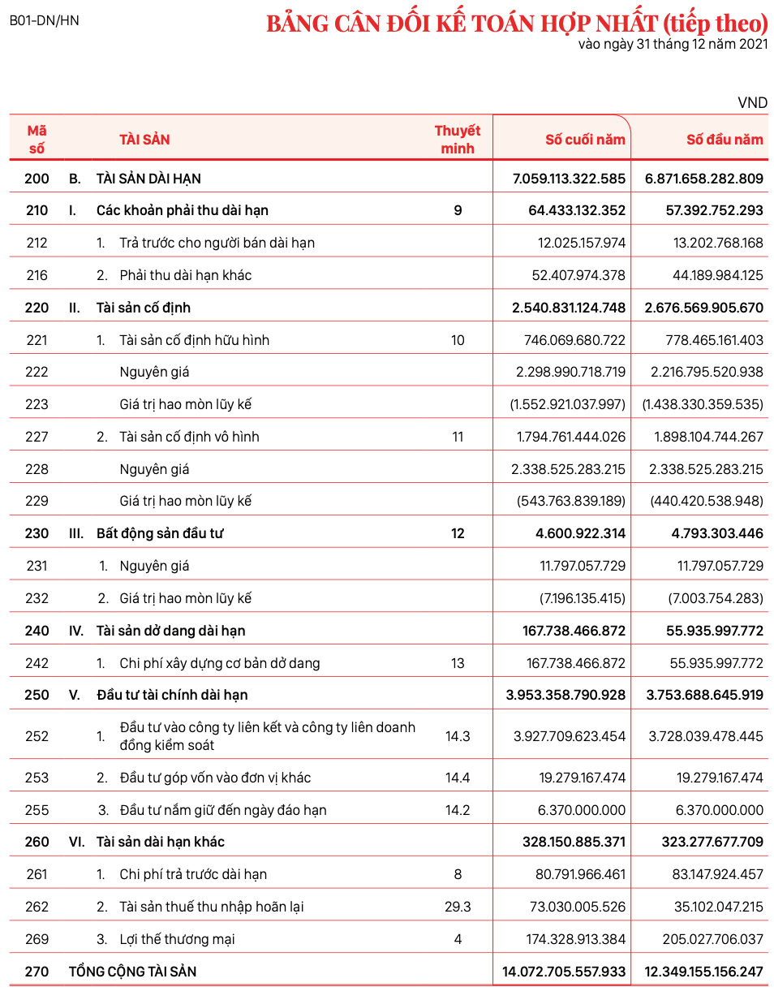 B01-DN/HN
BẢNG CÂN ĐỐI KẾ TOÁN HỢP NHẤT (tiếp theo)
vào ngày 31 tháng 12 năm 2021
VND
Mã số TÀI SẢN Thuyết minh Số cuối năm Số đầu năm
200 B. TÀI SẢN DÀI HẠN 7.059.113.322.585 6.871.658.282.809
210 I. Các khoản phải thu dài hạn 9 64.433.132.352 57.392.752.293
212 1. Trả trước cho người bán dài hạn 12.025.157.974 13.202.768.168
216 2. Phải thu dài hạn khác 52.407.974.378 44.189.984.125
220 II. Tài sản cố định 2.540.831.124.748 2.676.569.905.670
221 1. Tài sản cố định hữu hình 10 746.069.680.722 778.465.161.403
222 Nguyên giá 2.298.990.718.719 2.216.795.520.938
223 Giá trị hao mòn lũy kế (1.552.921.037.997) (1.438.330.359.535)
227 2. Tài sản cố định vô hình 11 1.794.761.444.026 1.898.104.744.267
228 Nguyên giá 2.338.525.283.215 2.338.525.283.215
229 Giá trị hao mòn lũy kế (543.763.839.189) (440.420.538.948)
230 III. Bất động sản đầu tư 12 4.600.922.314 4.793.303.446
231 1. Nguyên giá 11.797.057.729 11.797.057.729
232 2. Giá trị hao mòn lũy kế (7.196.135.415) (7.003.754.283)
240 IV. Tài sản dở dang dài hạn 167.738.466.872 55.935.997.772
242 1. Chi phí xây dựng cơ bản dở dang 13 167.738.466.872 55.935.997.772
250 V. Đầu tư tài chính dài hạn 3.953.358.790.928 3.753.688.645.919
252 1. Đầu tư vào công ty liên kết và công ty liên doanh
đồng kiểm soát 14.3 3.927.709.623.454 3.728.039.478.445
253 2. Đầu tư góp vốn vào đơn vị khác 14.4 19.279.167.474 19.279.167.474
255 3. Đầu tư nắm giữ đến ngày đáo hạn 14.2 6.370.000.000 6.370.000.000
260 VI. Tài sản dài hạn khác 328.150.885.371 323.277.677.709
261 1. Chi phí trả trước dài hạn 8 80.791.966.461 83.147.924.457
262 2. Tài sản thuế thu nhập hoãn lại 29.3 73.030.005.526 35.102.047.215
269 3. Lợi thế thương mại 4 174.328.913.384 205.027.706.037
270 TỔNG CỘNG TÀI SẢN 14.072.705.557.933 12.349.155.156.247